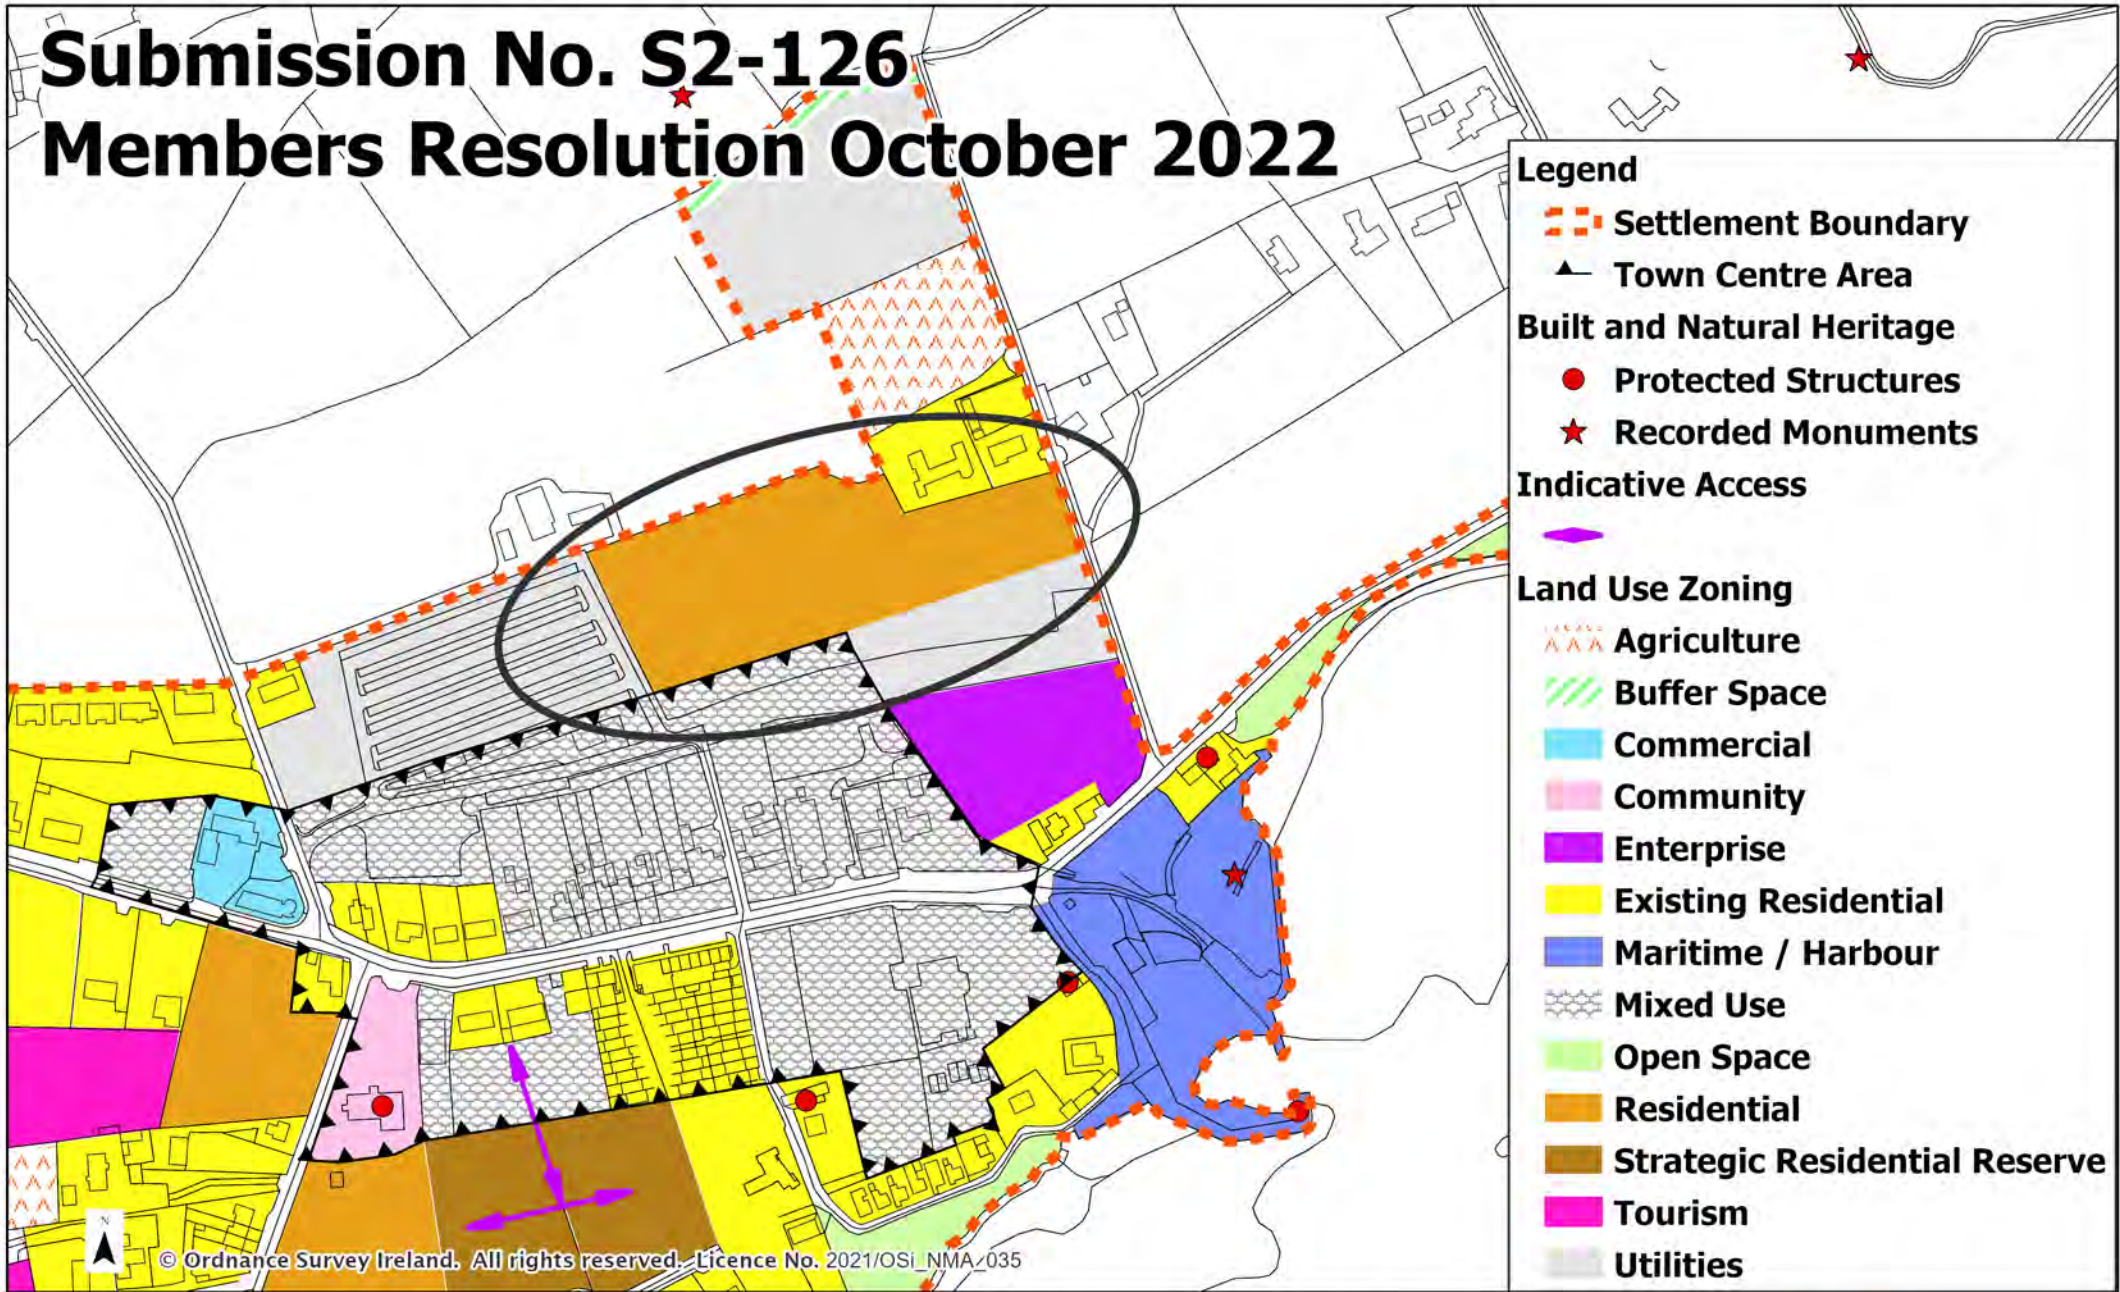 Submission No. S2-126
Members Resolution October 2022
Legend
Settlement Boundary
Town Centre Area
Built and Natural Heritage
Protected Structures
Recorded Monuments
Indicative Access
Land Use Zoning
Agriculture
Buffer Space
Commercial
Community
Enterprise
Existing Residential
Maritime / Harbour
Mixed Use
Open Space
Residential
Strategic Residential Reserve
Tourism
Utilities
N
© Ordnance Survey Ireland. All rights reserved. Licence No. 2021/OSi_NMA_035